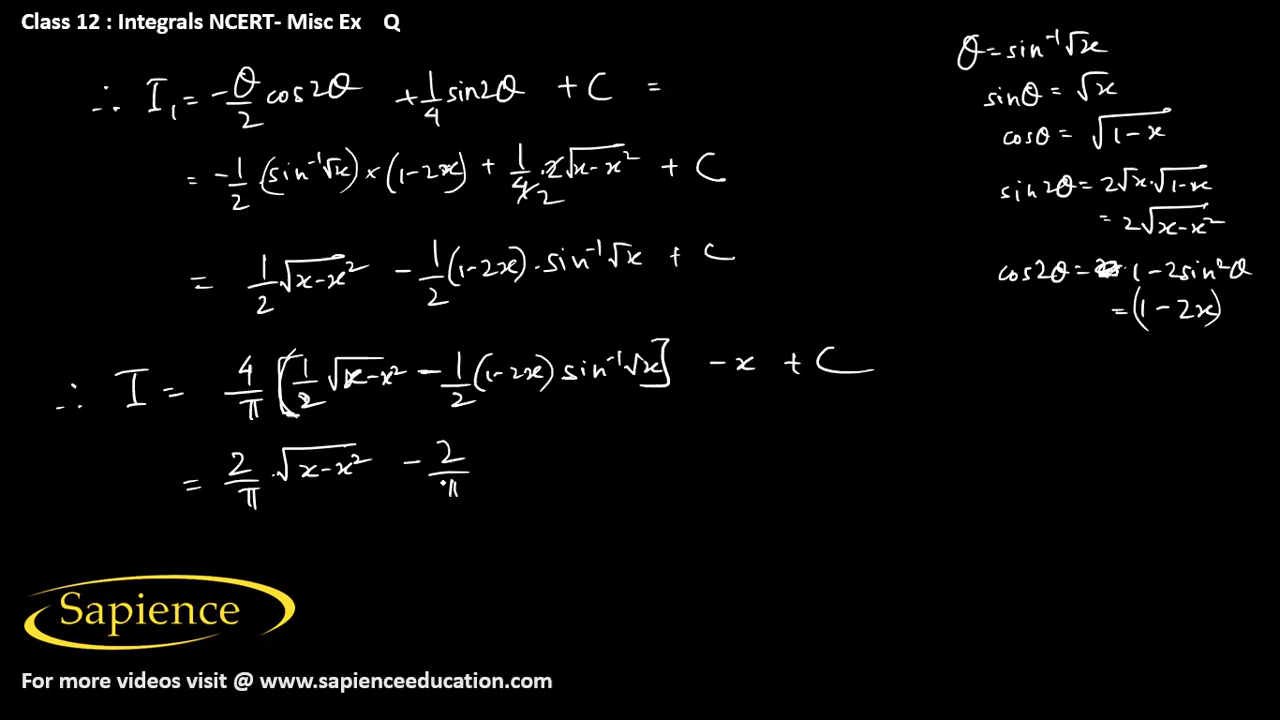 Class 12 : Integrals NCERT- Misc Ex Q
∴ I₁ = -θ/2 cos2θ + 1/4 sin2θ + C =
= -1/2 (sin⁻¹√x) × (1-2x) + 1/4 · 2√x-x² + C
2
= 1/2 √x-x² - 1/2 (1-2x) · sin⁻¹√x + C
∴ I = 4/π [1/2 √x-x² - 1/2 (1-2x) sin⁻¹√x] - x + C
= 2/π · √x-x² - 2/π
θ = sin⁻¹√x
sinθ = √x
cosθ = √1-x
sin2θ = 2√x · √1-x
= 2√x-x²
cos2θ = 1-2sin²θ
= (1-2x)
Sapience
For more videos visit @ www.sapienceeducation.com